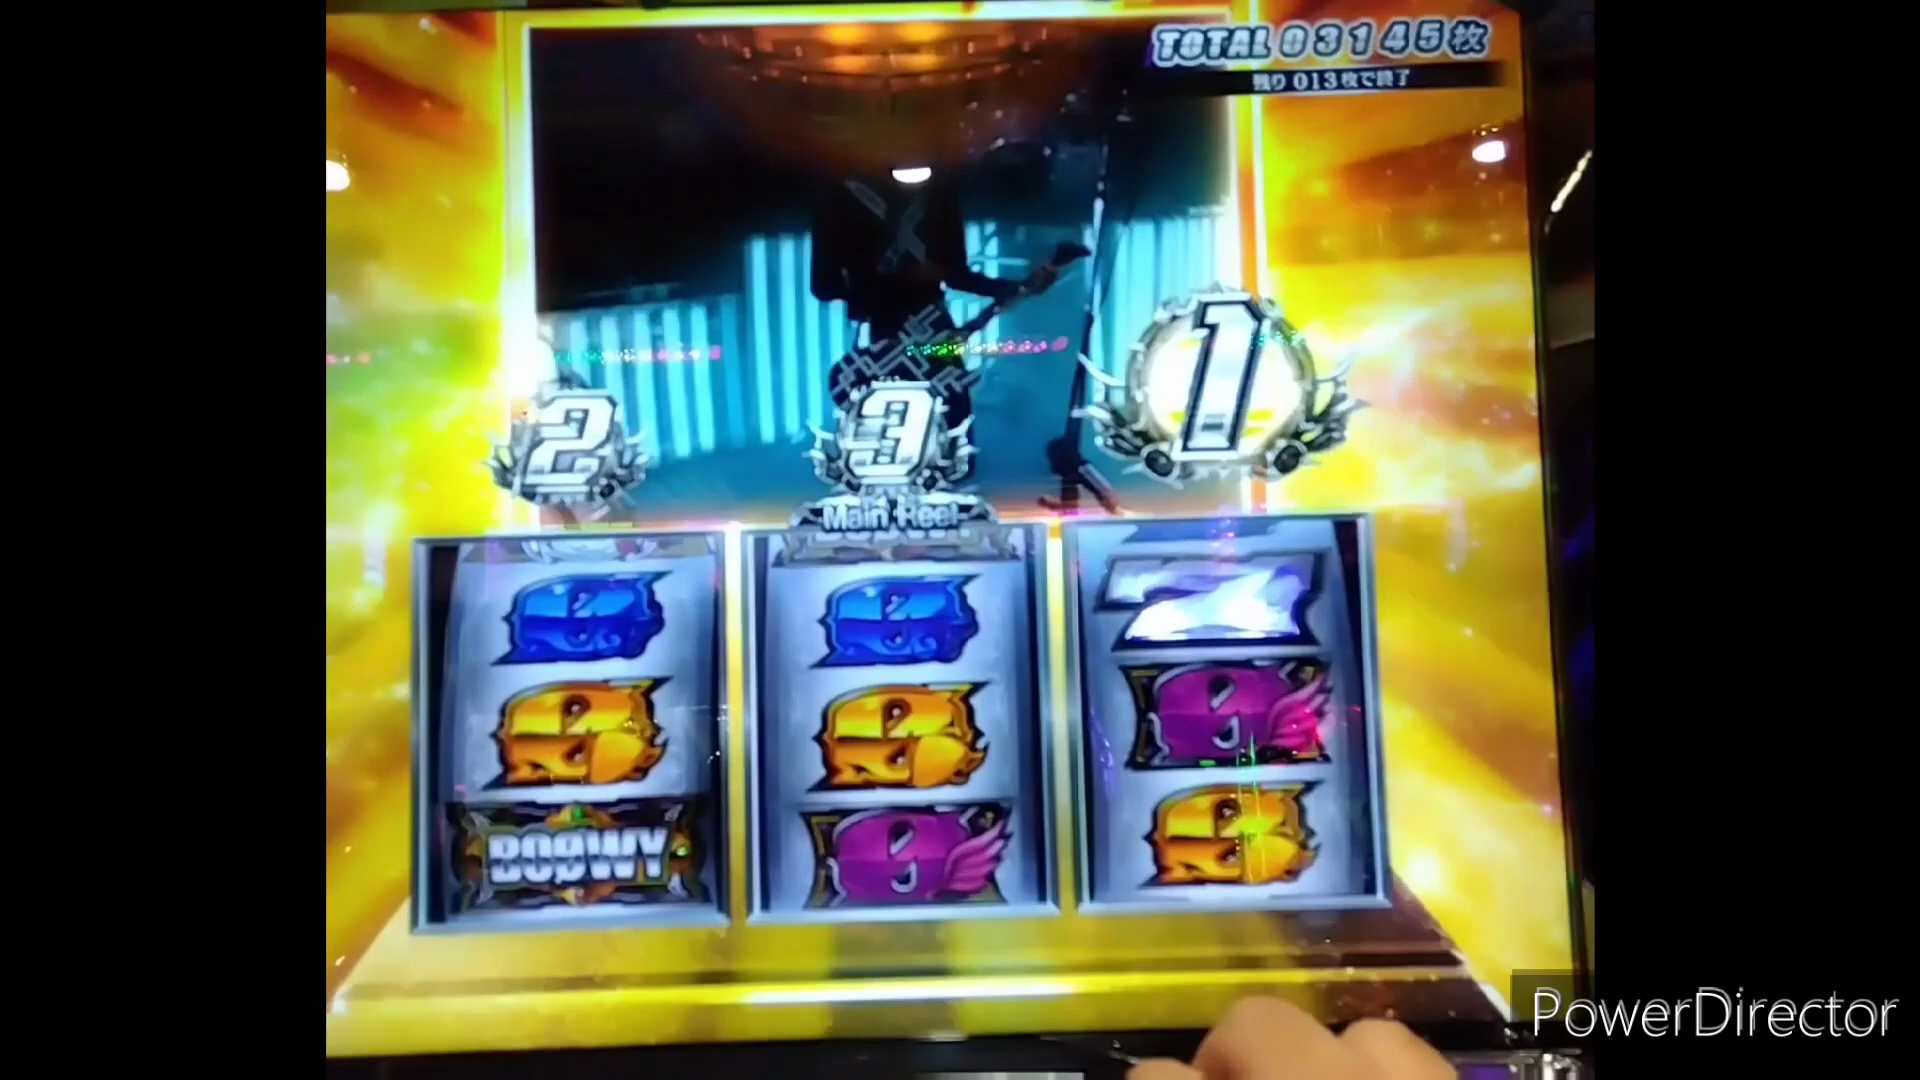 TOTAL 03145枚
残り 013枚で終了
2
3
1
Main Reel
BOØWY
PowerDirector